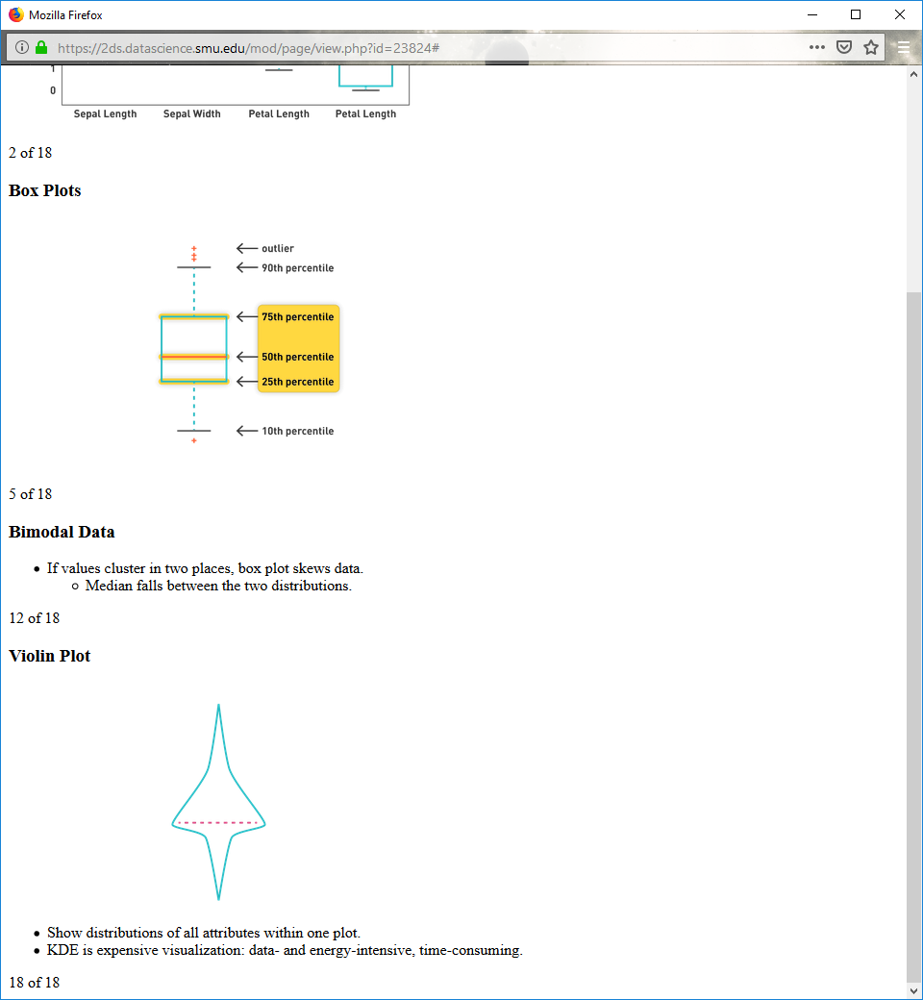 Mozilla Firefox
https://2ds.datascience.smu.edu/mod/page/view.php?id=23824#
1
0
Sepal Length Sepal Width Petal Length Petal Length
2 of 18
Box Plots
outlier
90th percentile
75th percentile
50th percentile
25th percentile
10th percentile
5 of 18
Bimodal Data
• If values cluster in two places, box plot skews data.
○ Median falls between the two distributions.
12 of 18
Violin Plot
• Show distributions of all attributes within one plot.
• KDE is expensive visualization: data- and energy-intensive, time-consuming.
18 of 18